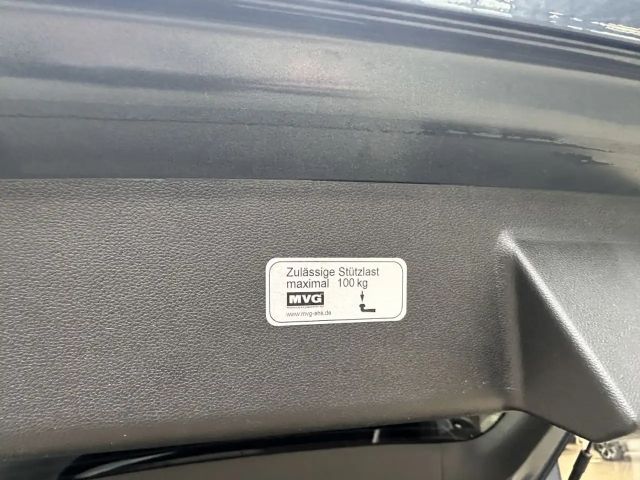 Zulässige Stützlast
maximal 100 kg
MVG
www.mvg-ahk.de